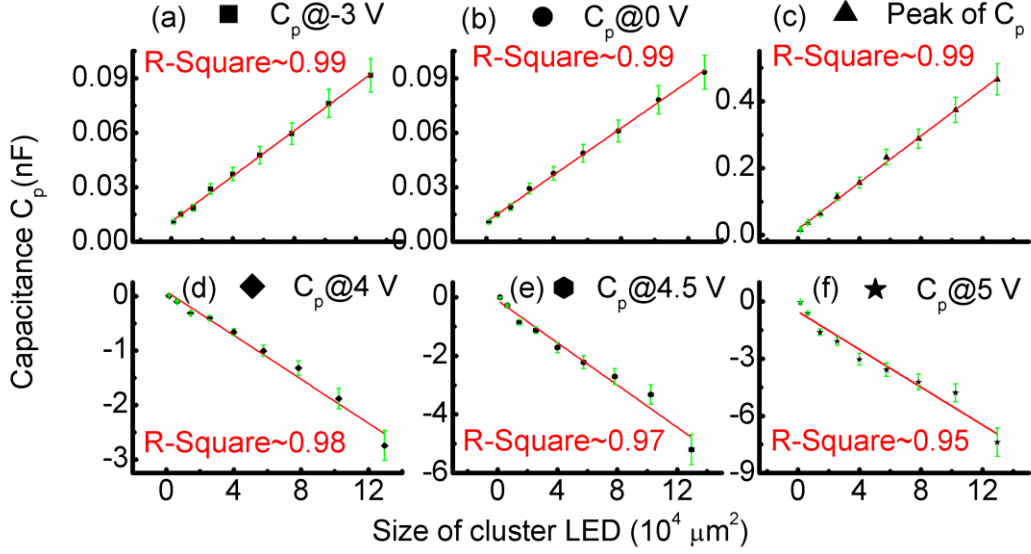 (a) ■ Cp@-3 V
(b) ● Cp@0 V
(c) ▲ Peak of Cp
R-Square~0.99
R-Square~0.99
R-Square~0.99
0.09
0.06
0.03
0.00
0.09
0.06
0.03
0.00
0.4
0.2
0.0
Capacitance Cp(nF)
(d) ◆ Cp@4 V
(e) ⬢ Cp@4.5 V
(f) ★ Cp@5 V
0
-1
-2
-3
0
-2
-4
-6
0
-3
-6
-9
R-Square~0.98
R-Square~0.97
R-Square~0.95
0 4 8 12
0 4 8 12
0 4 8 12
Size of cluster LED (10⁴ μm²)